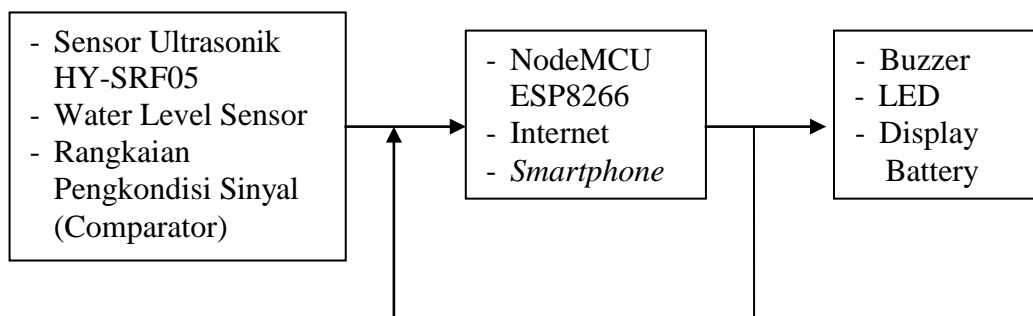 - Sensor Ultrasonik
HY-SRF05
- Water Level Sensor
- Rangkaian
Pengkondisi Sinyal
(Comparator)
- NodeMCU
ESP8266
- Internet
- Smartphone
- Buzzer
- LED
- Display
Battery